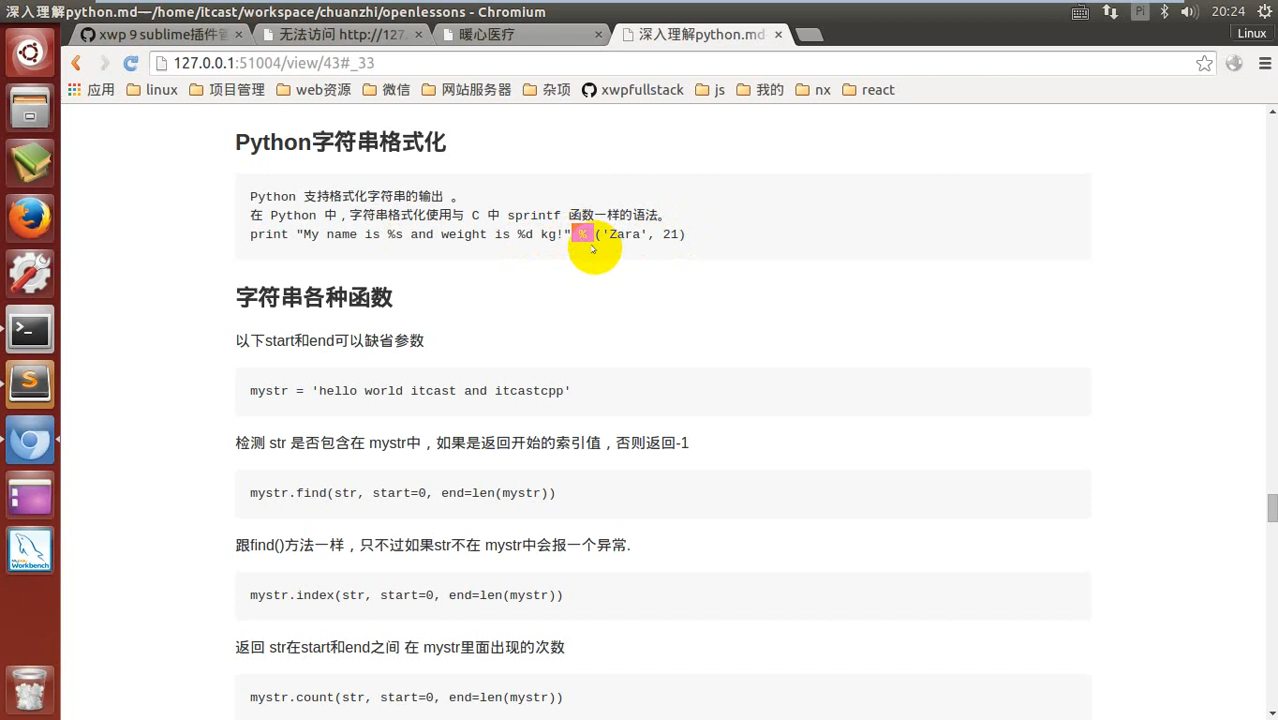 深入理解python.md—/home/itcast/workspace/chuanzhi/openlessons - Chromium
Pi
20:24
xwp 9 sublime插件管
无法访问 http://127.
暖心医疗
深入理解python.md
Linux
127.0.0.1:51004/view/43#_33
应用 linux 项目管理 web资源 微信 网站服务器 杂项 xwpfullstack js 我的 nx react
Python字符串格式化
Python 支持格式化字符串的输出 。
在 Python 中，字符串格式化使用与 C 中 sprintf 函数一样的语法。
print "My name is %s and weight is %d kg!" % ('Zara', 21)
字符串各种函数
以下start和end可以缺省参数
mystr = 'hello world itcast and itcastcpp'
检测 str 是否包含在 mystr中，如果是返回开始的索引值，否则返回-1
mystr.find(str, start=0, end=len(mystr))
跟find()方法一样，只不过如果str不在 mystr中会报一个异常.
mystr.index(str, start=0, end=len(mystr))
返回 str在start和end之间 在 mystr里面出现的次数
mystr.count(str, start=0, end=len(mystr))
MySQL
Workbench